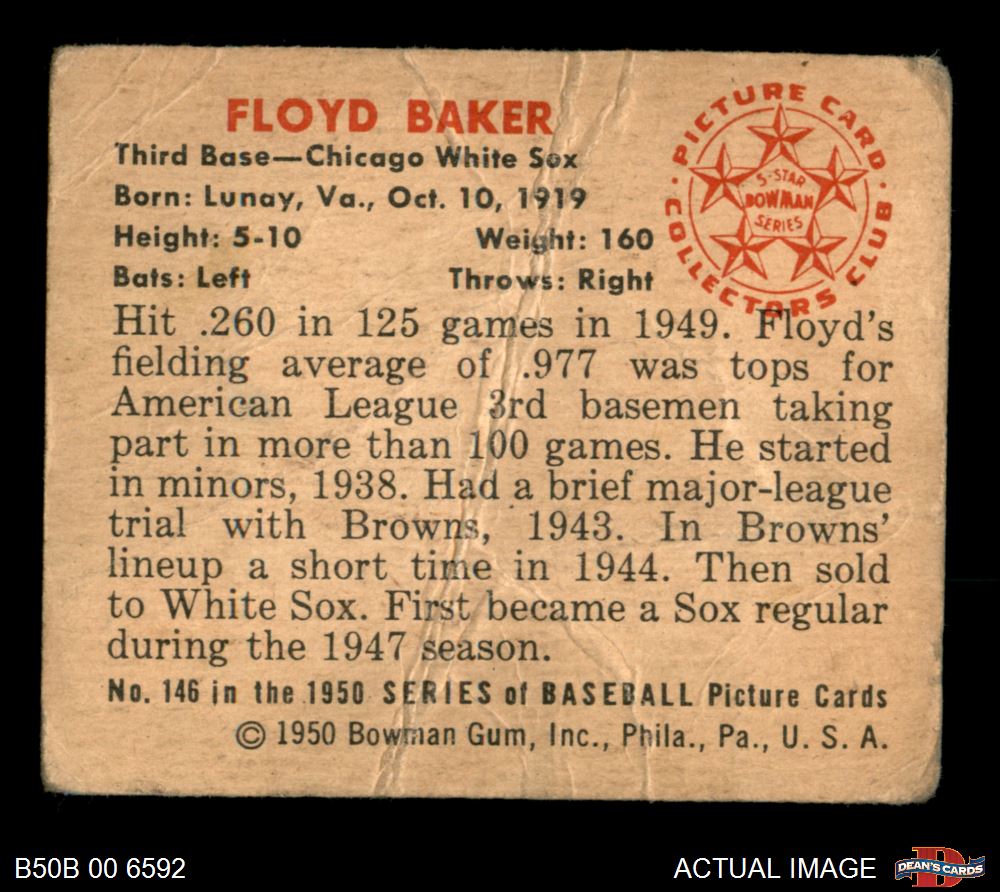 FLOYD BAKER
Third Base—Chicago White Sox
Born: Lunay, Va., Oct. 10, 1919
Height: 5-10 Weight: 160
Bats: Left Throws: Right
PICTURE CARD COLLECTORS CLUB
5-STAR
BOWMAN
SERIES
Hit .260 in 125 games in 1949. Floyd's
fielding average of .977 was tops for
American League 3rd basemen taking
part in more than 100 games. He started
in minors, 1938. Had a brief major-league
trial with Browns, 1943. In Browns'
lineup a short time in 1944. Then sold
to White Sox. First became a Sox regular
during the 1947 season.
No. 146 in the 1950 SERIES of BASEBALL Picture Cards
© 1950 Bowman Gum, Inc., Phila., Pa., U. S. A.
B50B 00 6592
ACTUAL IMAGE
D
DEAN'S CARDS